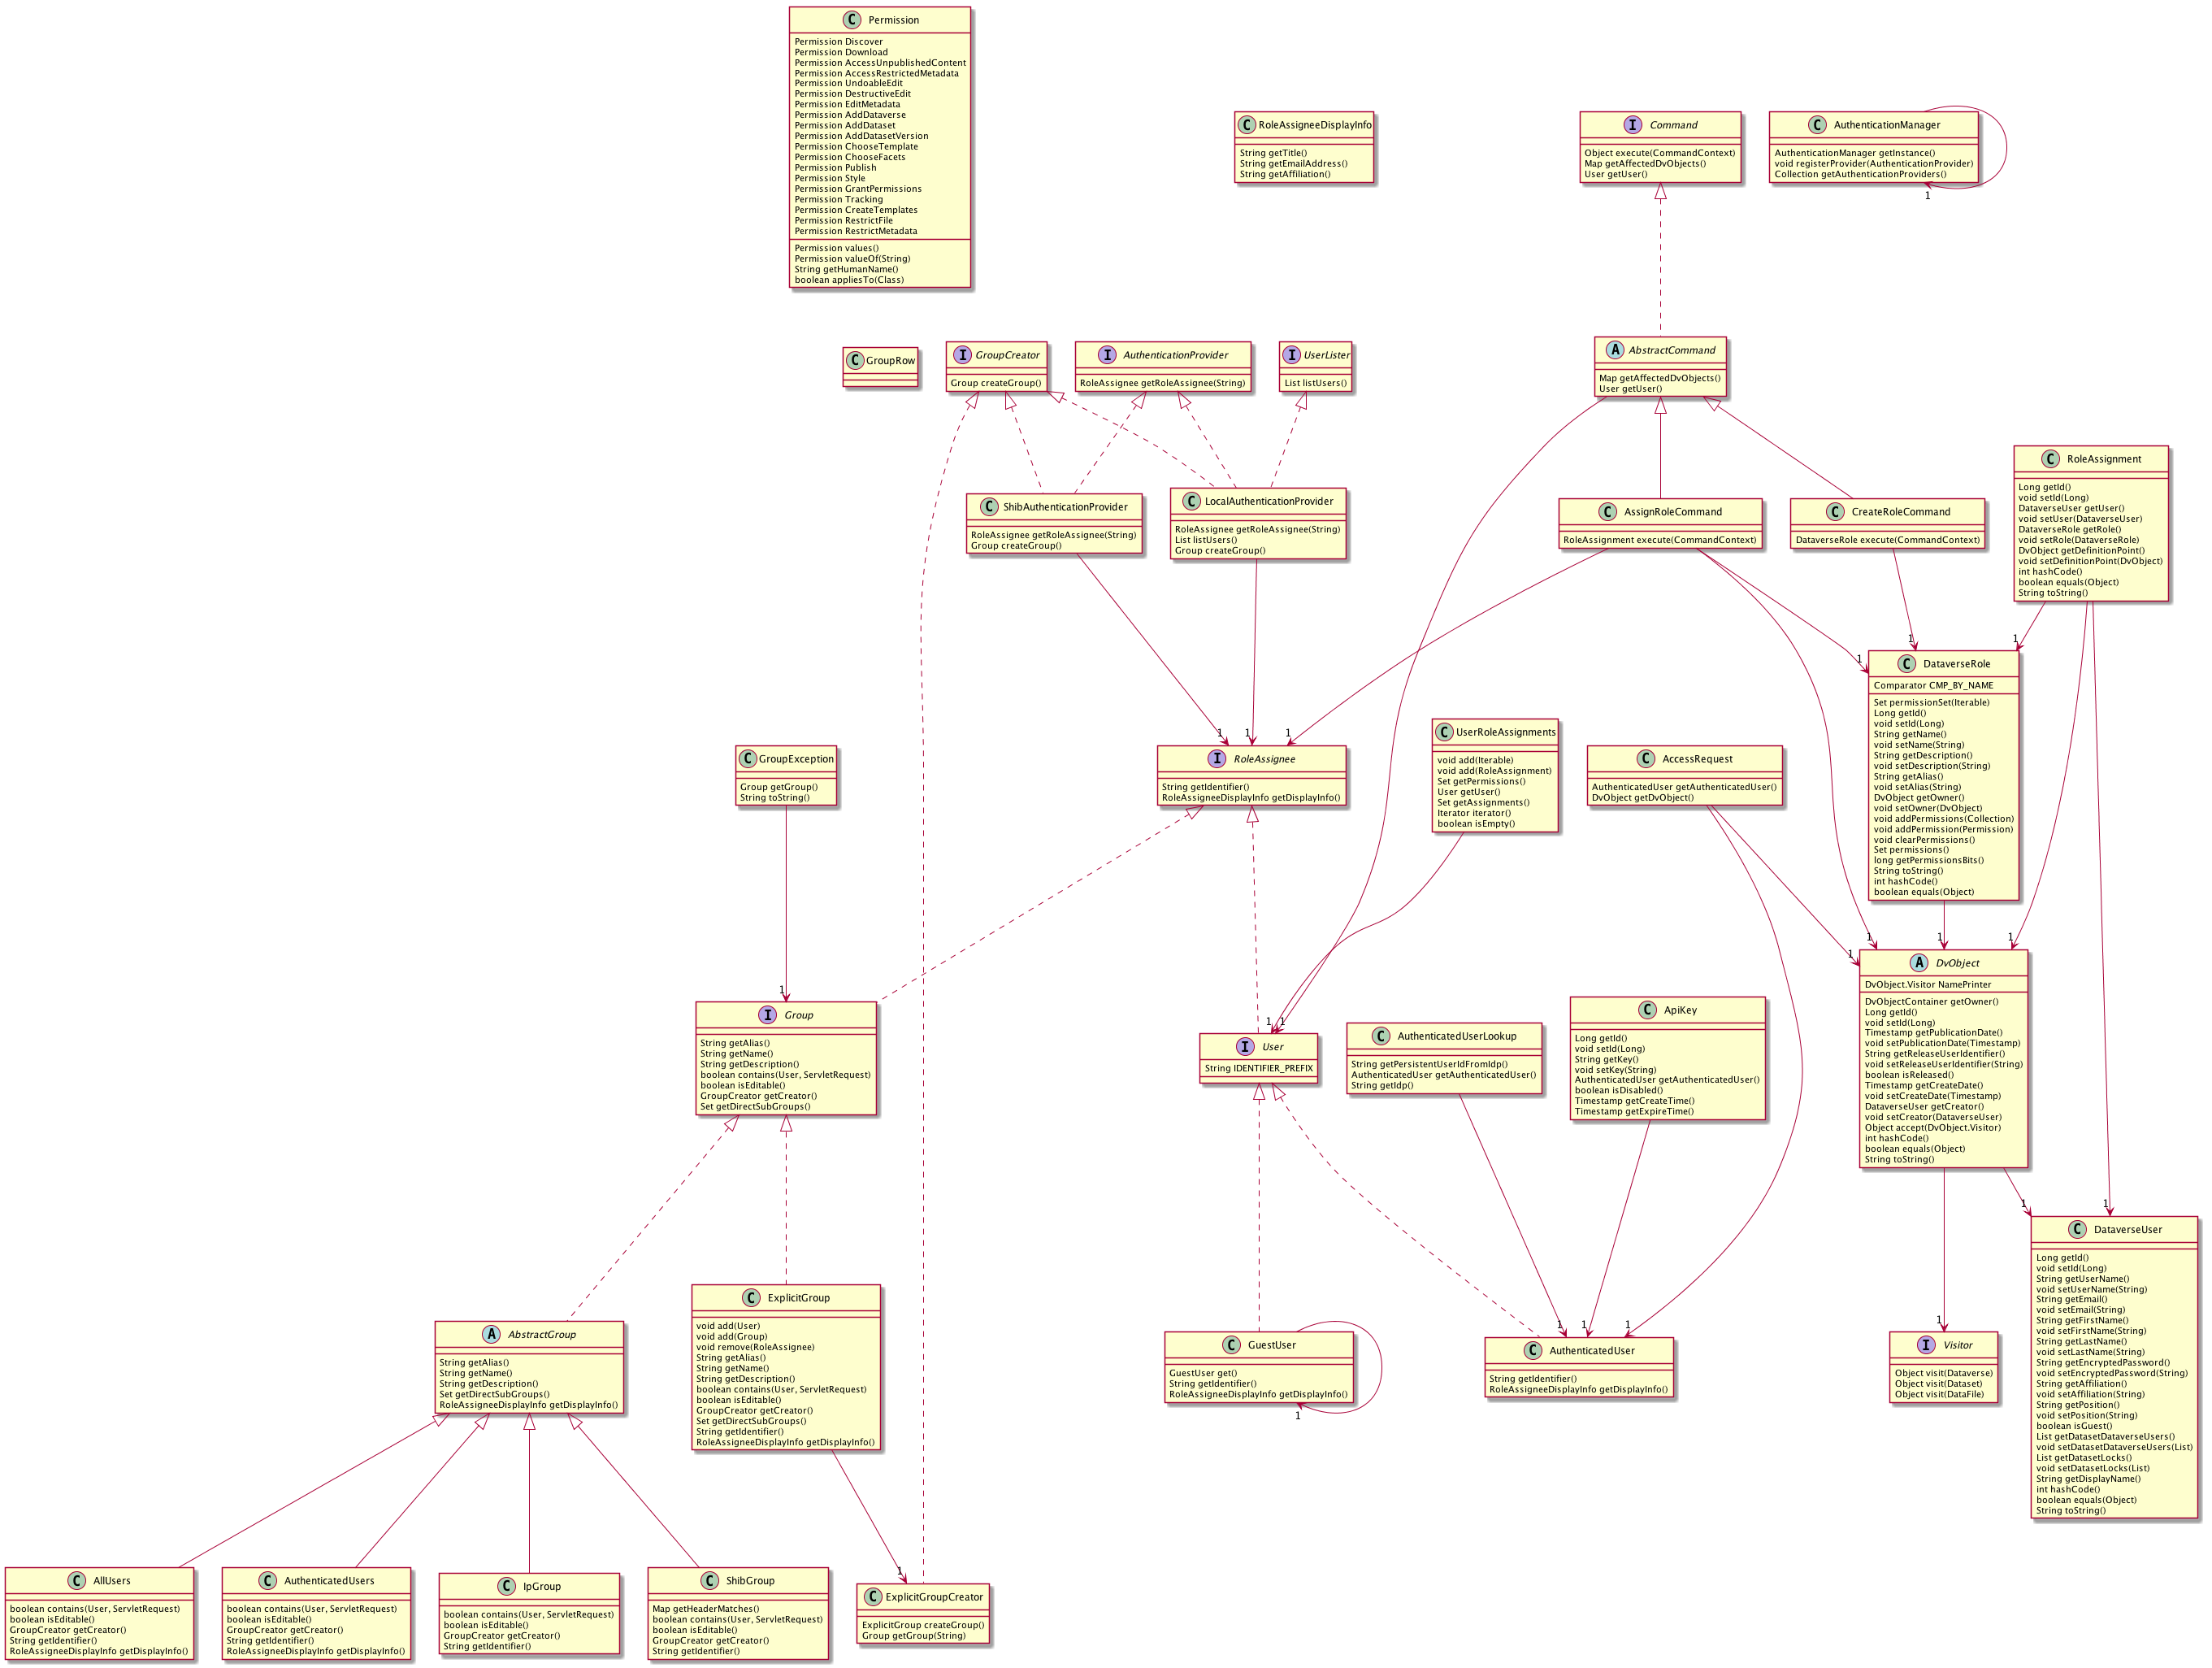 C Permission
Permission Discover
Permission Download
Permission AccessUnpublishedContent
Permission AccessRestrictedMetadata
Permission UndoableEdit
Permission DestructiveEdit
Permission EditMetadata
Permission AddDataverse
Permission AddDataset
Permission AddDatasetVersion
Permission ChooseTemplate
Permission ChooseFacets
Permission Publish
Permission Style
Permission GrantPermissions
Permission Tracking
Permission CreateTemplates
Permission RestrictFile
Permission RestrictMetadata
Permission values()
Permission valueOf(String)
String getHumanName()
boolean appliesTo(Class)
C RoleAssigneeDisplayInfo
String getTitle()
String getEmailAddress()
String getAffiliation()
I Command
Object execute(CommandContext)
Map getAffectedDvObjects()
User getUser()
C AuthenticationManager
AuthenticationManager getInstance()
void registerProvider(AuthenticationProvider)
Collection getAuthenticationProviders()
1
C GroupRow
I GroupCreator
Group createGroup()
I AuthenticationProvider
RoleAssignee getRoleAssignee(String)
I UserLister
List listUsers()
A AbstractCommand
Map getAffectedDvObjects()
User getUser()
C ShibAuthenticationProvider
RoleAssignee getRoleAssignee(String)
Group createGroup()
C LocalAuthenticationProvider
RoleAssignee getRoleAssignee(String)
List listUsers()
Group createGroup()
C AssignRoleCommand
RoleAssignment execute(CommandContext)
C CreateRoleCommand
DataverseRole execute(CommandContext)
C RoleAssignment
Long getId()
void setId(Long)
DataverseUser getUser()
void setUser(DataverseUser)
DataverseRole getRole()
void setRole(DataverseRole)
DvObject getDefinitionPoint()
void setDefinitionPoint(DvObject)
int hashCode()
boolean equals(Object)
String toString()
1
1
1
C DataverseRole
Comparator CMP_BY_NAME
Set permissionSet(Iterable)
Long getId()
void setId(Long)
String getName()
void setName(String)
String getDescription()
void setDescription(String)
String getAlias()
void setAlias(String)
DvObject getOwner()
void setOwner(DvObject)
void addPermissions(Collection)
void addPermission(Permission)
void clearPermissions()
Set permissions()
long getPermissionsBits()
String toString()
int hashCode()
boolean equals(Object)
C GroupException
Group getGroup()
String toString()
1
1
1
I RoleAssignee
String getIdentifier()
RoleAssigneeDisplayInfo getDisplayInfo()
C UserRoleAssignments
void add(Iterable)
void add(RoleAssignment)
Set getPermissions()
User getUser()
Set getAssignments()
Iterator iterator()
boolean isEmpty()
C AccessRequest
AuthenticatedUser getAuthenticatedUser()
DvObject getDvObject()
1
1
1
1
A DvObject
DvObject.Visitor NamePrinter
DvObjectContainer getOwner()
Long getId()
void setId(Long)
Timestamp getPublicationDate()
void setPublicationDate(Timestamp)
String getReleaseUserIdentifier()
void setReleaseUserIdentifier(String)
boolean isReleased()
Timestamp getCreateDate()
void setCreateDate(Timestamp)
DataverseUser getCreator()
void setCreator(DataverseUser)
Object accept(DvObject.Visitor)
int hashCode()
boolean equals(Object)
String toString()
1
I Group
String getAlias()
String getName()
String getDescription()
boolean contains(User, ServletRequest)
boolean isEditable()
GroupCreator getCreator()
Set getDirectSubGroups()
1
1
I User
String IDENTIFIER_PREFIX
C AuthenticatedUserLookup
String getPersistentUserIdFromIdp()
AuthenticatedUser getAuthenticatedUser()
String getIdp()
C ApiKey
Long getId()
void setId(Long)
String getKey()
void setKey(String)
AuthenticatedUser getAuthenticatedUser()
boolean isDisabled()
Timestamp getCreateTime()
Timestamp getExpireTime()
1
1
C DataverseUser
Long getId()
void setId(Long)
String getUserName()
void setUserName(String)
String getEmail()
void setEmail(String)
String getFirstName()
void setFirstName(String)
String getLastName()
void setLastName(String)
String getEncryptedPassword()
void setEncryptedPassword(String)
String getAffiliation()
void setAffiliation(String)
String getPosition()
void setPosition(String)
boolean isGuest()
List getDatasetDataverseUsers()
void setDatasetDataverseUsers(List)
List getDatasetLocks()
void setDatasetLocks(List)
String getDisplayName()
int hashCode()
boolean equals(Object)
String toString()
A AbstractGroup
String getAlias()
String getName()
String getDescription()
Set getDirectSubGroups()
RoleAssigneeDisplayInfo getDisplayInfo()
C ExplicitGroup
void add(User)
void add(Group)
void remove(RoleAssignee)
String getAlias()
String getName()
String getDescription()
boolean contains(User, ServletRequest)
boolean isEditable()
GroupCreator getCreator()
Set getDirectSubGroups()
String getIdentifier()
RoleAssigneeDisplayInfo getDisplayInfo()
C GuestUser
GuestUser get()
String getIdentifier()
RoleAssigneeDisplayInfo getDisplayInfo()
1
1
1
1
C AuthenticatedUser
String getIdentifier()
RoleAssigneeDisplayInfo getDisplayInfo()
1
I Visitor
Object visit(Dataverse)
Object visit(Dataset)
Object visit(DataFile)
C AllUsers
boolean contains(User, ServletRequest)
boolean isEditable()
GroupCreator getCreator()
String getIdentifier()
RoleAssigneeDisplayInfo getDisplayInfo()
C AuthenticatedUsers
boolean contains(User, ServletRequest)
boolean isEditable()
GroupCreator getCreator()
String getIdentifier()
RoleAssigneeDisplayInfo getDisplayInfo()
C IpGroup
boolean contains(User, ServletRequest)
boolean isEditable()
GroupCreator getCreator()
String getIdentifier()
C ShibGroup
Map getHeaderMatches()
boolean contains(User, ServletRequest)
boolean isEditable()
GroupCreator getCreator()
String getIdentifier()
1
C ExplicitGroupCreator
ExplicitGroup createGroup()
Group getGroup(String)